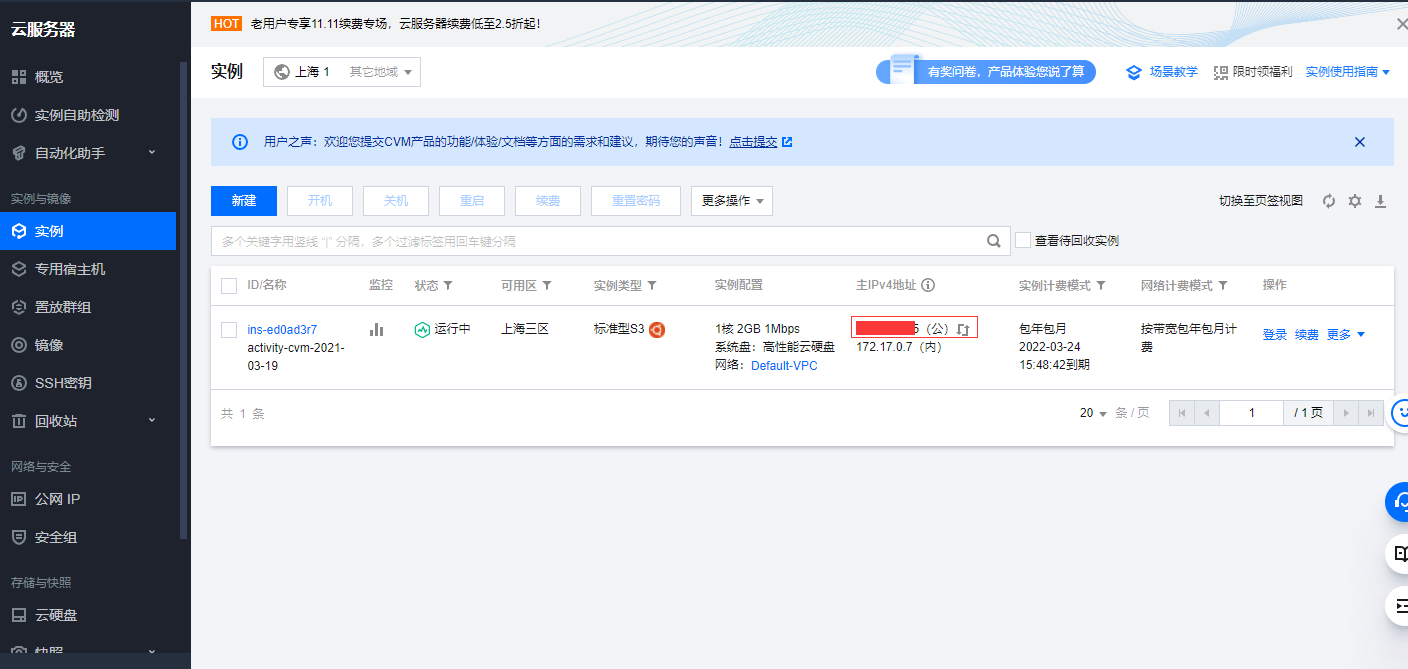 云服务器
概览
实例自助检测
自动化助手
实例与镜像
实例
专用宿主机
置放群组
镜像
SSH密钥
回收站
网络与安全
公网 IP
安全组
存储与快照
云硬盘
快照
HOT 老用户专享11.11续费专场，云服务器续费低至2.5折起！
实例 上海 1 其它地域 有奖问卷，产品体验您说了算 场景教学 限时领福利 实例使用指南
用户之声：欢迎您提交CVM产品的功能/体验/文档等方面的需求和建议，期待您的声音！点击提交
新建 开机 关机 重启 续费 重置密码 更多操作 切换至页签视图
多个关键字用竖线 "|" 分隔，多个过滤标签用回车键分隔 查看待回收实例
ID/名称 监控 状态 可用区 实例类型 实例配置 主IPv4地址 实例计费模式 网络计费模式 操作
ins-ed0ad3r7
activity-cvm-2021-
03-19
运行中
上海三区
标准型S3
1核 2GB 1Mbps
系统盘：高性能云硬盘
网络：Default-VPC
（公）
172.17.0.7（内）
包年包月
2022-03-24
15:48:42到期
按带宽包年包月计
费
登录 续费 更多
共 1 条
20 条 / 页 1 / 1 页